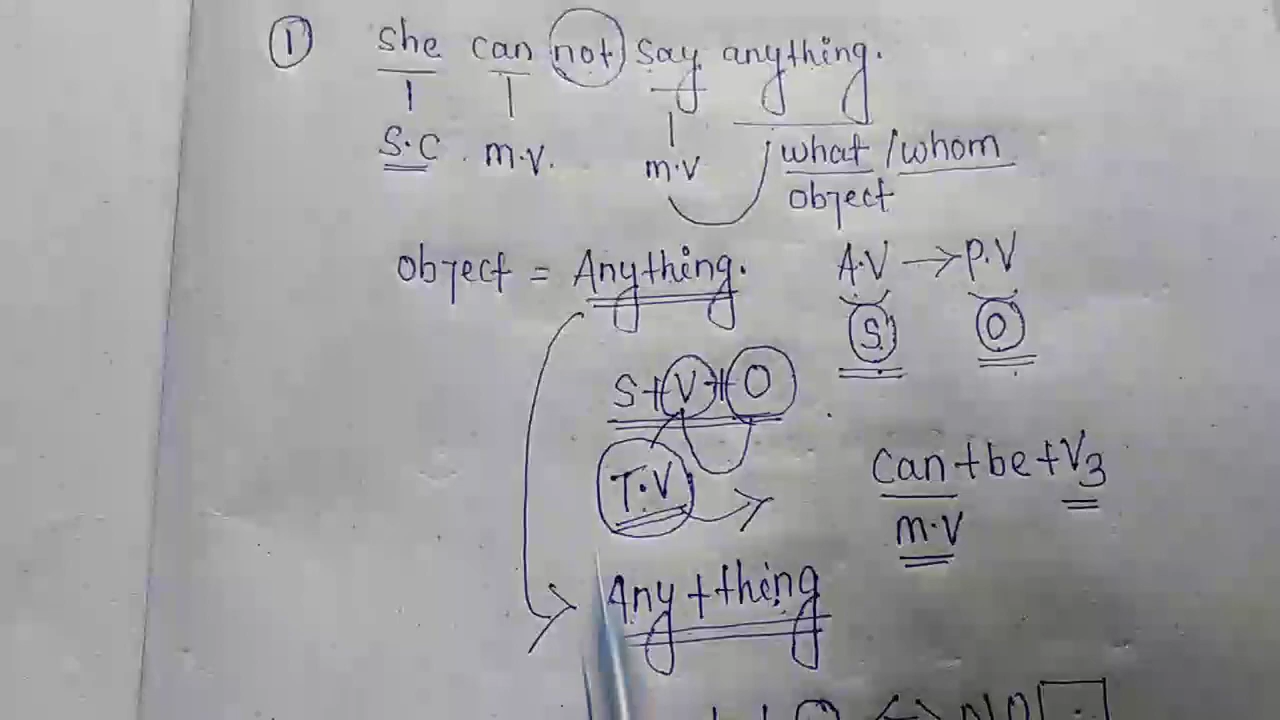 1 She can not say anything.
S.C. m.v. m.v what/whom
object
object = Anything. A.V → P.V
S O
S+V+O
T.V → can+be+V3
m.v
Any+thing